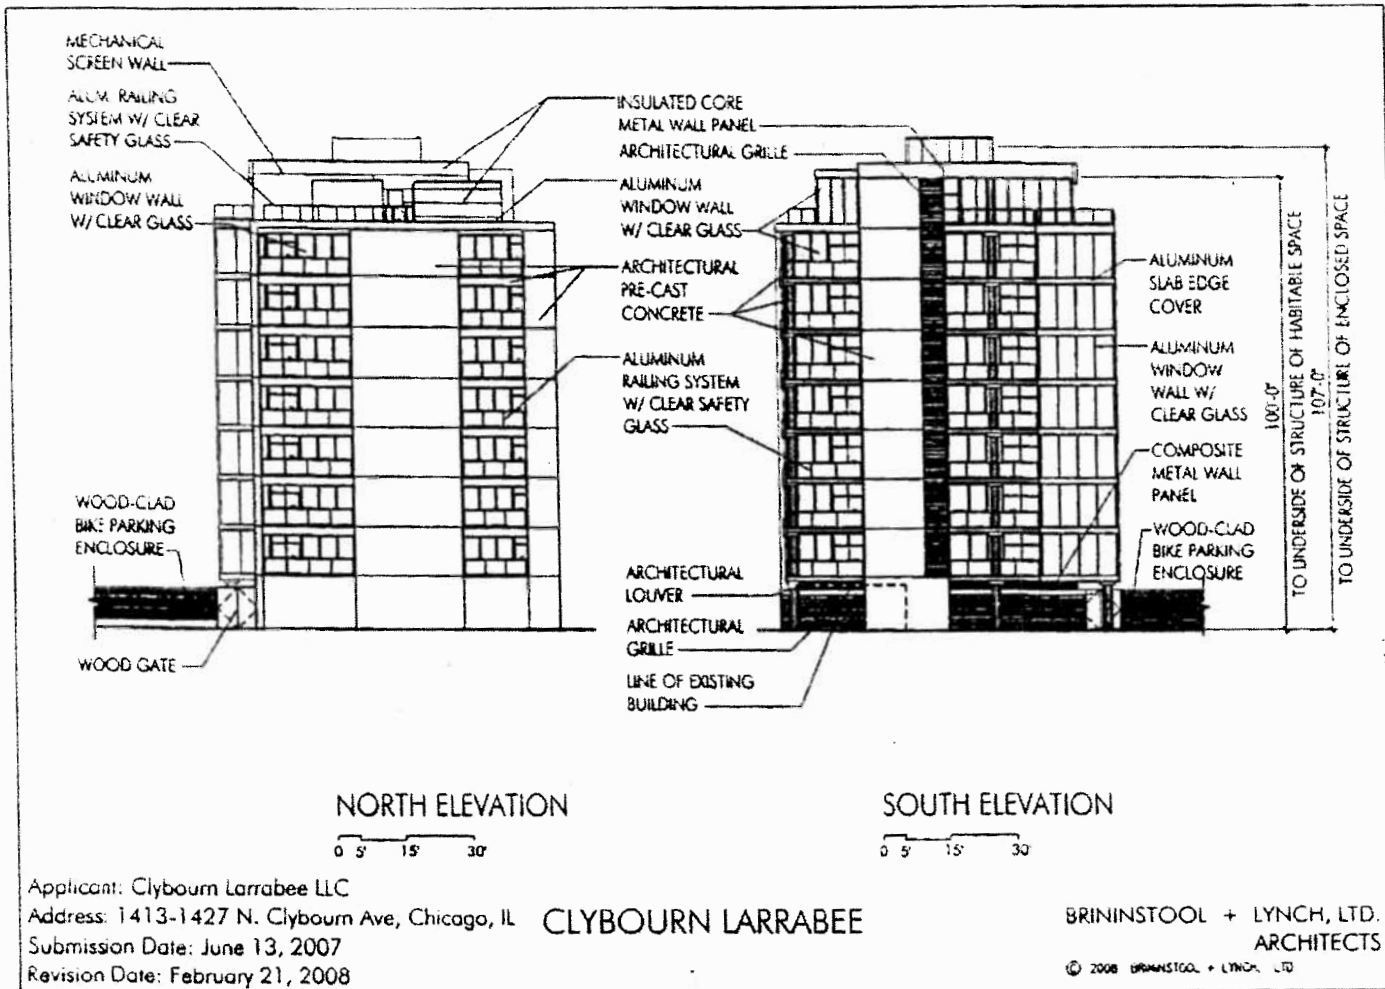 MECHANICAL
SCREEN WALL
ALUM. RAILING
SYSTEM W/ CLEAR
SAFETY GLASS
ALUMINUM
WINDOW WALL
W/ CLEAR GLASS
WOOD-CLAD
BIKE PARKING
ENCLOSURE
WOOD GATE
INSULATED CORE
METAL WALL PANEL
ARCHITECTURAL GRILLE
ALUMINUM
WINDOW WALL
W/ CLEAR GLASS
ARCHITECTURAL
PRE-CAST
CONCRETE
ALUMINUM
RAILING SYSTEM
W/ CLEAR SAFETY
GLASS
ARCHITECTURAL
LOUVER
ARCHITECTURAL
GRILLE
LINE OF EXISTING
BUILDING
ALUMINUM
SLAB EDGE
COVER
ALUMINUM
WINDOW
WALL W/
CLEAR GLASS
COMPOSITE
METAL WALL
PANEL
WOOD-CLAD
BIKE PARKING
ENCLOSURE
100'-0"
TO UNDERSIDE OF STRUCTURE OF HABITABLE SPACE
107'-0"
TO UNDERSIDE OF STRUCTURE OF ENCLOSED SPACE
NORTH ELEVATION
0 5' 15' 30'
SOUTH ELEVATION
0 5' 15' 30'
Applicant: Clybourn Larrabee LLC
Address: 1413-1427 N. Clybourn Ave, Chicago, IL
Submission Date: June 13, 2007
Revision Date: February 21, 2008
CLYBOURN LARRABEE
BRININSTOOL + LYNCH, LTD.
ARCHITECTS
© 2008 BRININSTOOL + LYNCH, LTD